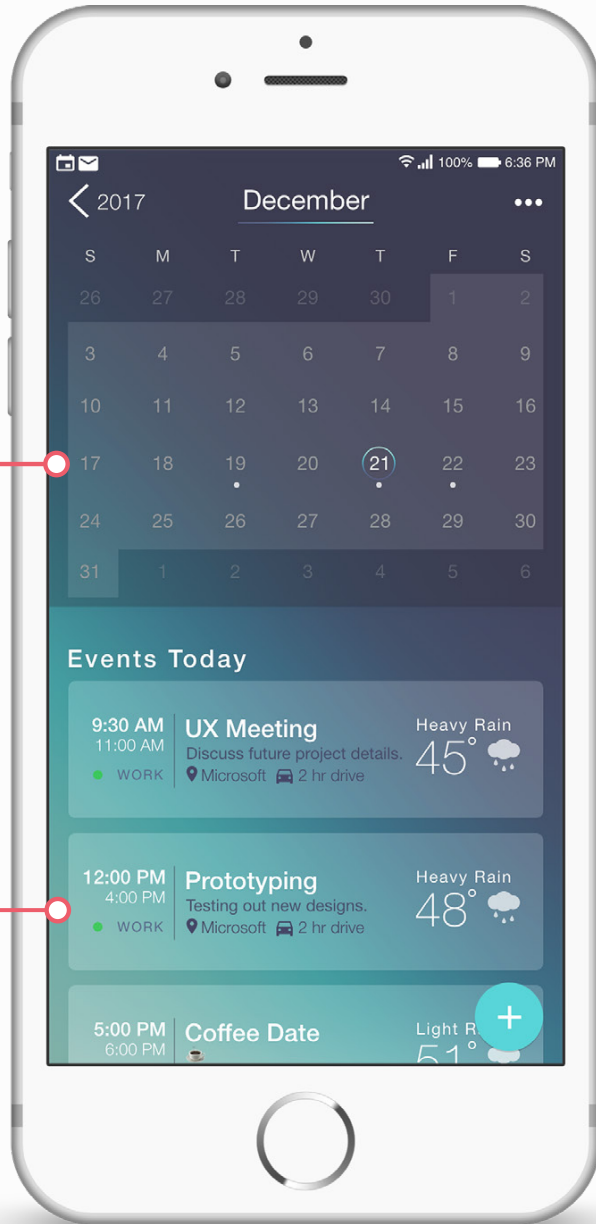 100% 6:36 PM
2017 December
S M T W T F S
26 27 28 29 30 1 2
3 4 5 6 7 8 9
10 11 12 13 14 15 16
17 18 19 20 21 22 23
24 25 26 27 28 29 30
31 1 2 3 4 5 6
Events Today
9:30 AM
11:00 AM
WORK
UX Meeting
Discuss future project details.
Microsoft 2 hr drive
Heavy Rain
45°
12:00 PM
4:00 PM
WORK
Prototyping
Testing out new designs.
Microsoft 2 hr drive
Heavy Rain
48°
5:00 PM
6:00 PM
Coffee Date
Light R
51°
+